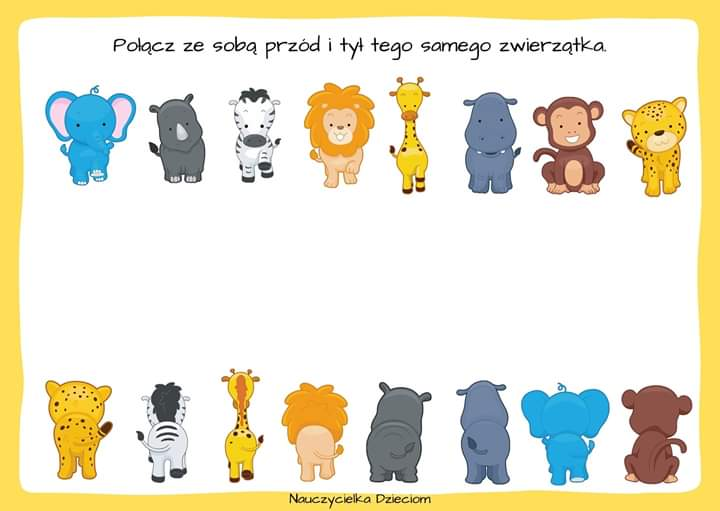 Połącz ze sobą przód i tył tego samego zwierzątka.
Nauczycielka Dzieciom